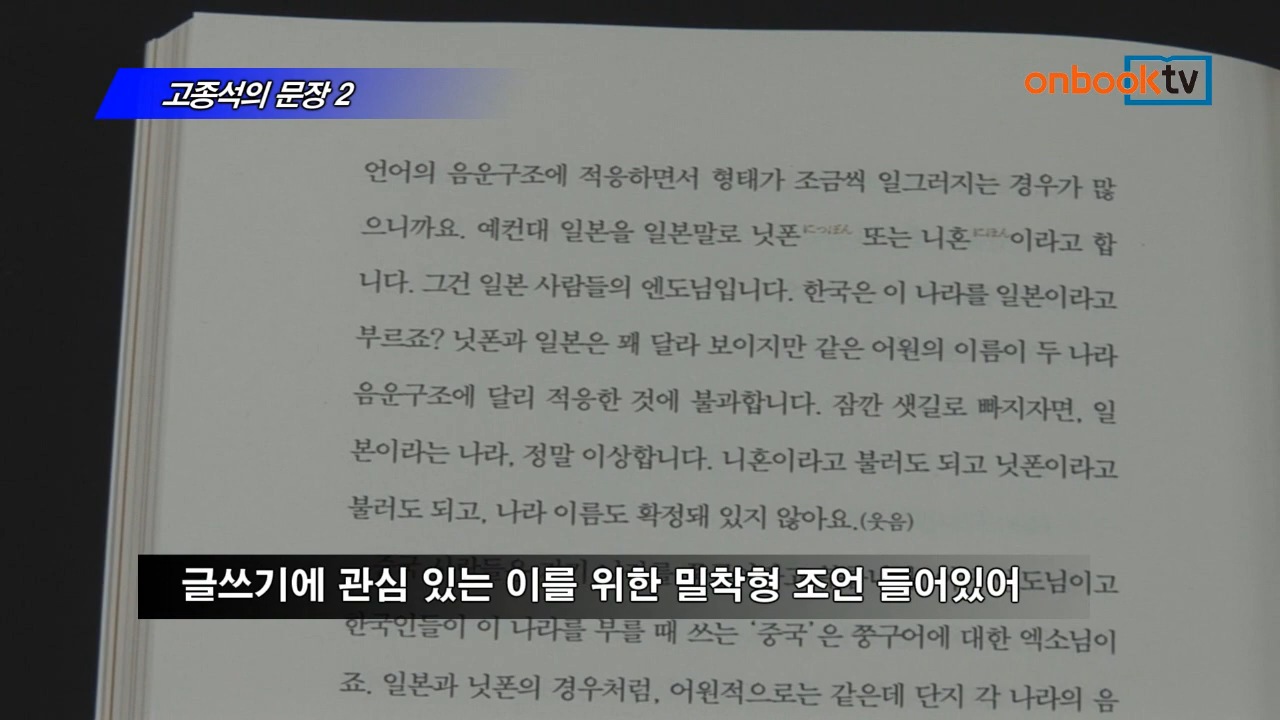 고종석의 문장 2
onbooktv
언어의 음운구조에 적응하면서 형태가 조금씩 일그러지는 경우가 많
으니까요. 예컨대 일본을 일본말로 닛폰にっぽん 또는 니혼にほん이라고 합
니다. 그건 일본 사람들의 엔도님입니다. 한국은 이 나라를 일본이라고
부르죠? 닛폰과 일본은 꽤 달라 보이지만 같은 어원의 이름이 두 나라
음운구조에 달리 적응한 것에 불과합니다. 잠깐 샛길로 빠지자면, 일
본이라는 나라, 정말 이상합니다. 니혼이라고 불러도 되고 닛폰이라고
불러도 되고, 나라 이름도 확정돼 있지 않아요.(웃음)
도님이고
글쓰기에 관심 있는 이를 위한 밀착형 조언 들어있어
한국인들이 이 나라를 부를 때 쓰는 ‘중국’은 쭝구어에 대한 엑소님이
죠. 일본과 닛폰의 경우처럼, 어원적으로는 같은데 단지 각 나라의 음